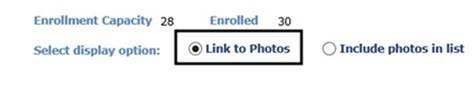 Enrollment Capacity 28 Enrolled 30
Select display option: Link to Photos Include photos in list